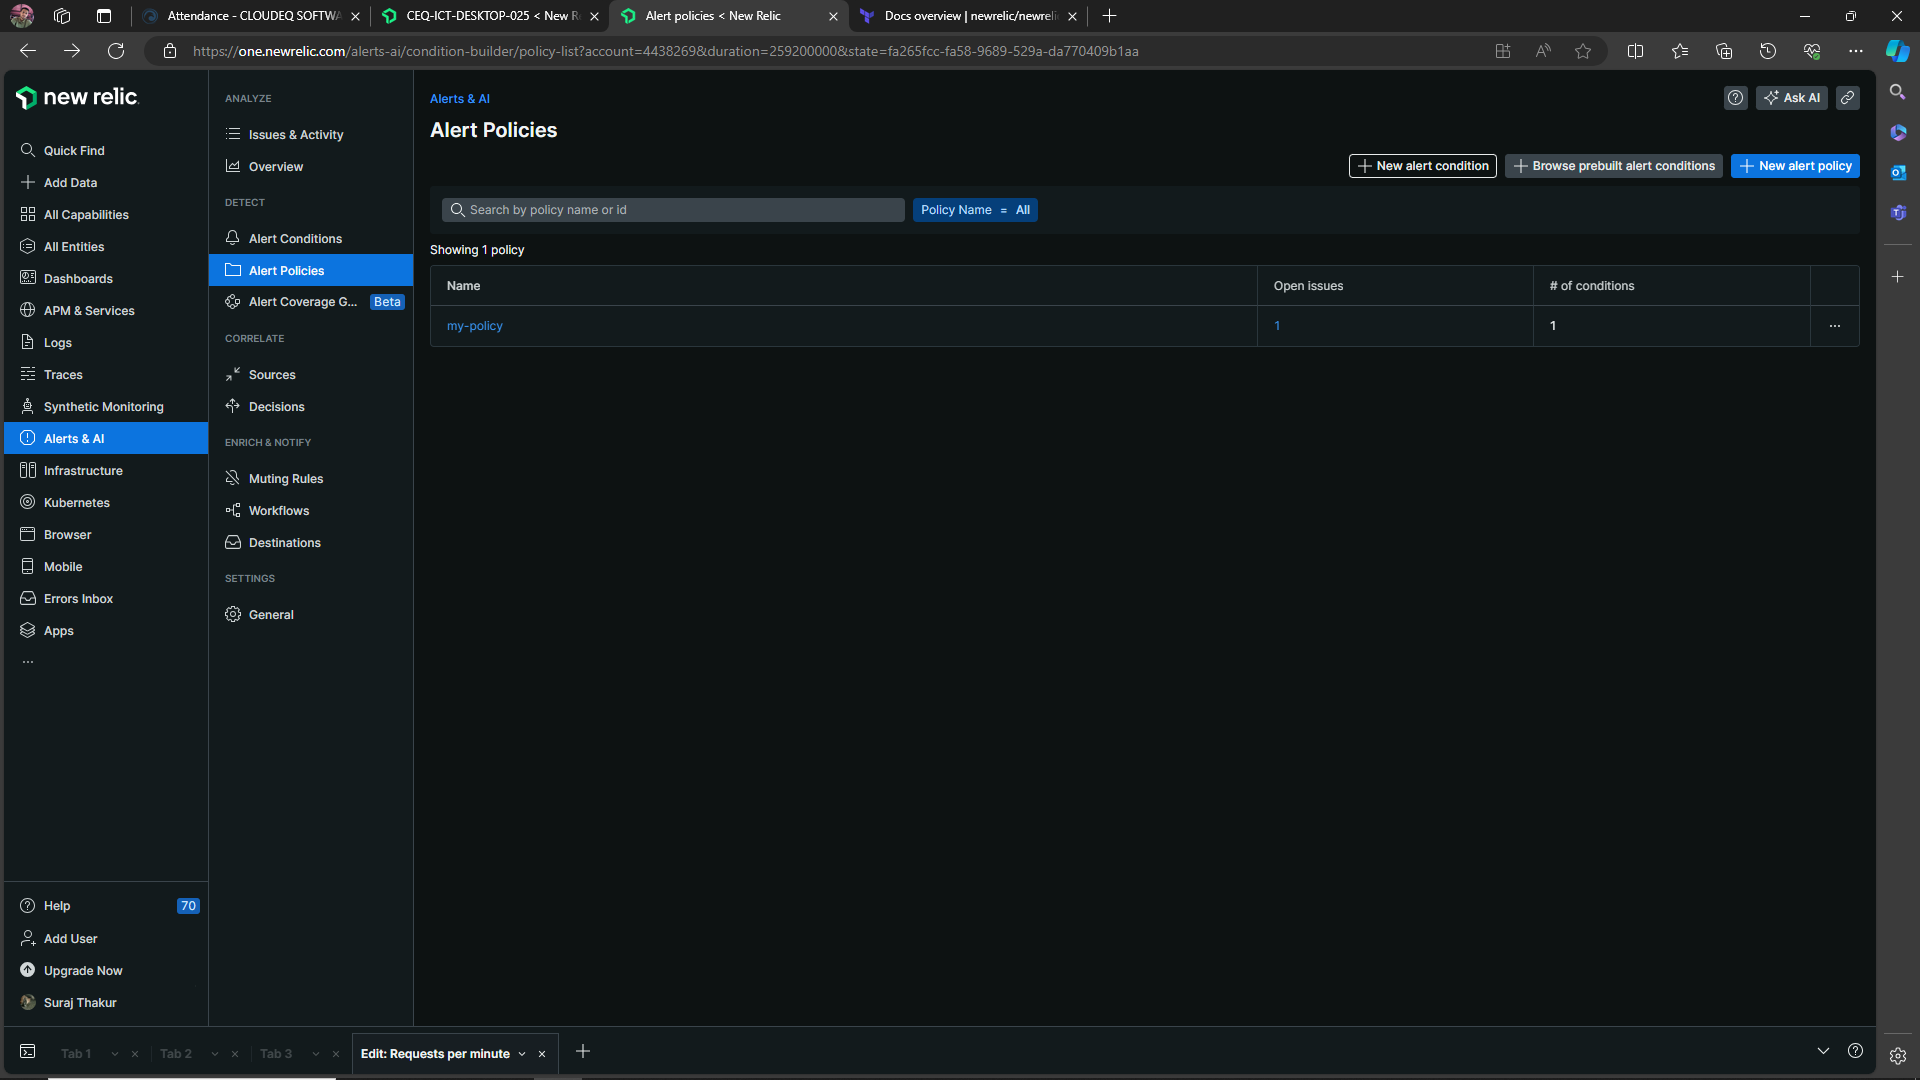 Attendance - CLOUDEQ SOFTWA
CEQ-ICT-DESKTOP-025 < New R
Alert policies < New Relic
Docs overview | newrelic/newreli
https://one.newrelic.com/alerts-ai/condition-builder/policy-list?account=4438269&duration=259200000&state=fa265fcc-fa58-9689-529a-da770409b1aa
new relic
Quick Find
Add Data
All Capabilities
All Entities
Dashboards
APM & Services
Logs
Traces
Synthetic Monitoring
Alerts & AI
Infrastructure
Kubernetes
Browser
Mobile
Errors Inbox
Apps
...
Help 70
Add User
Upgrade Now
Suraj Thakur
ANALYZE
Issues & Activity
Overview
DETECT
Alert Conditions
Alert Policies
Alert Coverage G... Beta
CORRELATE
Sources
Decisions
ENRICH & NOTIFY
Muting Rules
Workflows
Destinations
SETTINGS
General
Alerts & AI
Ask AI
Alert Policies
New alert condition
Browse prebuilt alert conditions
New alert policy
Search by policy name or id
Policy Name = All
Showing 1 policy
Name Open issues # of conditions
my-policy 1 1 ...
Tab 1
Tab 2
Tab 3
Edit: Requests per minute